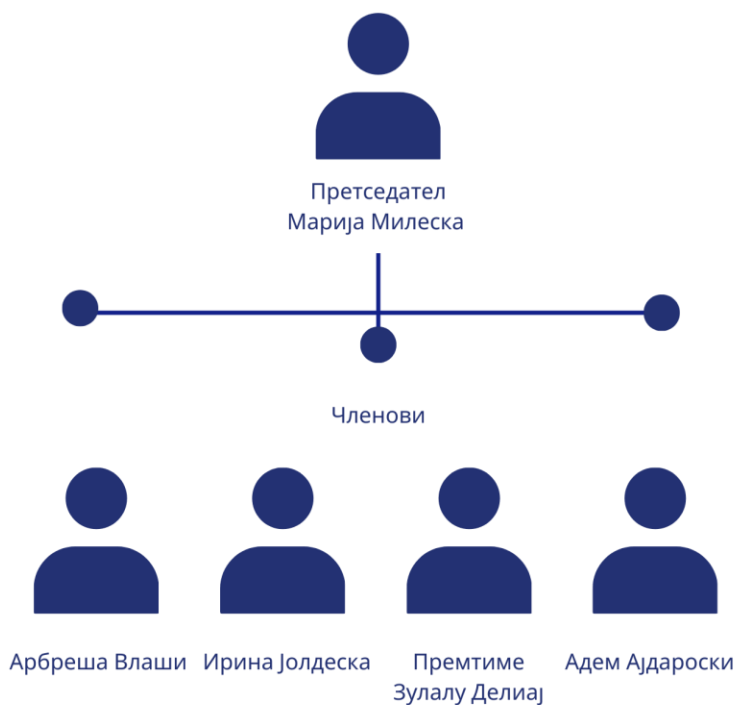 Претседател
Марија Милеска
Членови
Арбреша Влаши
Ирина Јолдеска
Премтиме
Зулалу Делиај
Адем Ајдароски